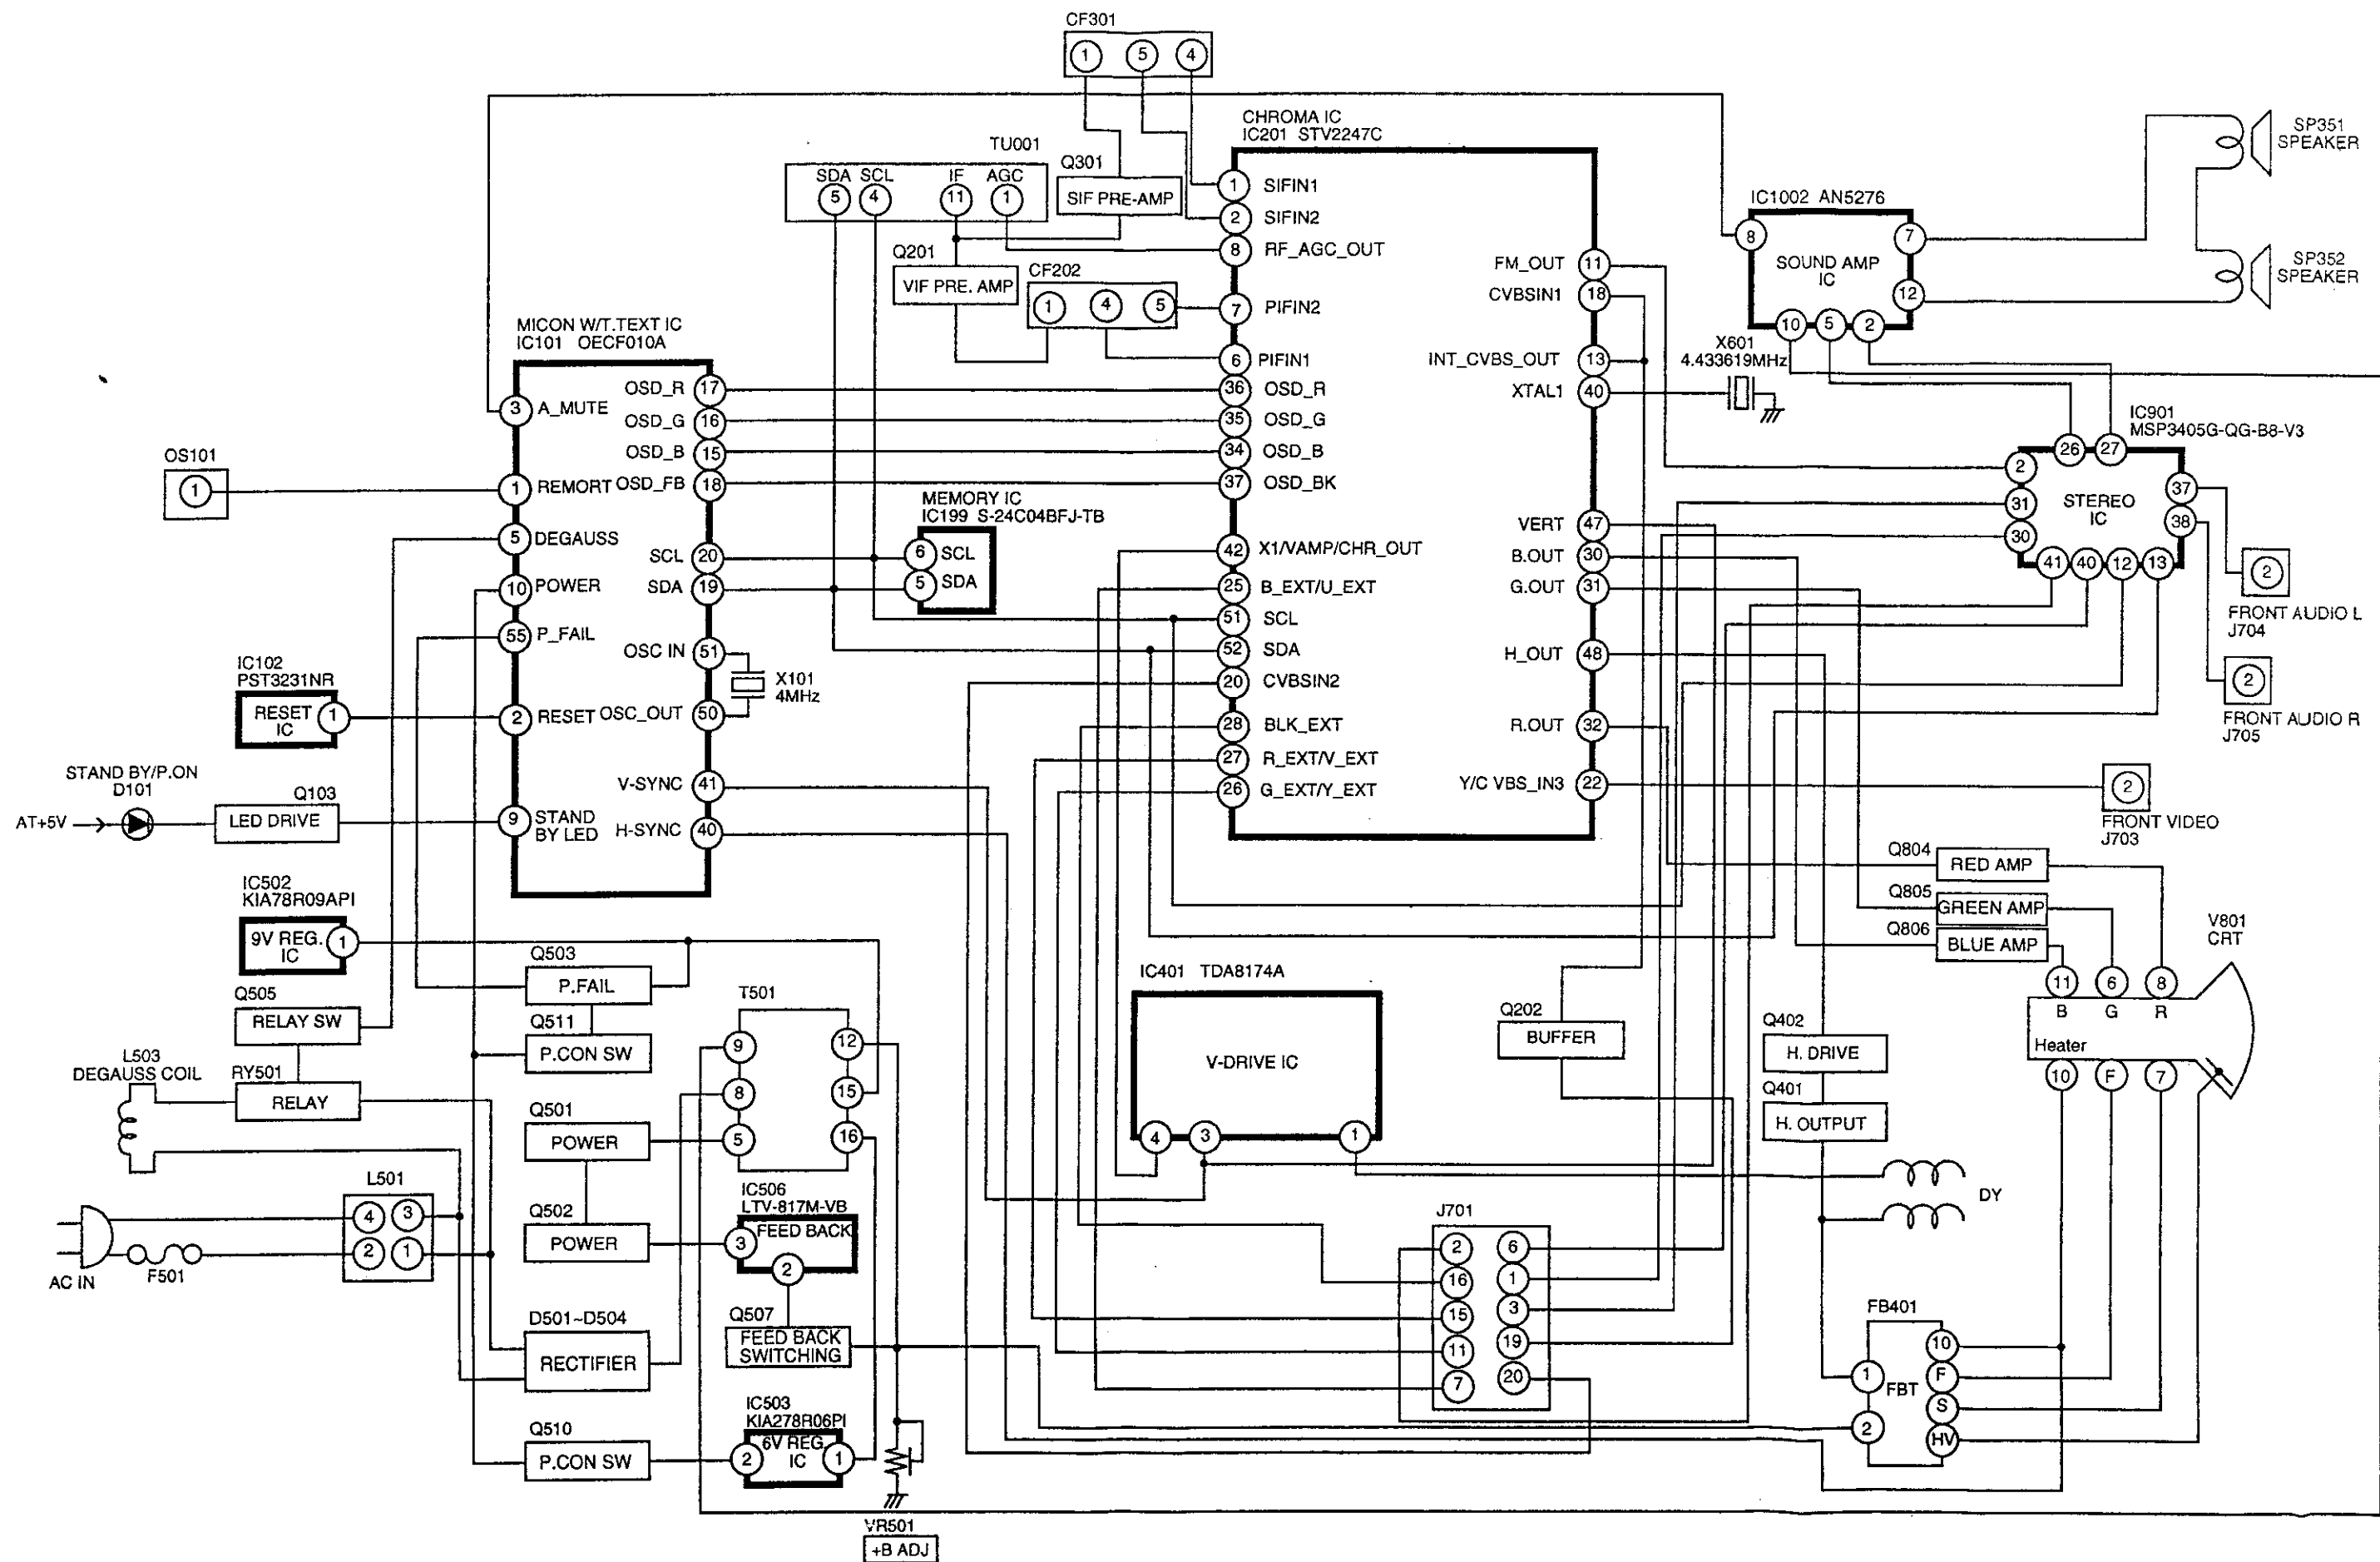 CF301
1 5 4
CHROMA IC
IC201 STV2247C
TU001
SDA SCL IF AGC
5 4 11 1
Q301
SIF PRE-AMP
Q201
VIF PRE. AMP
CF202
1 4 5
1 SIFIN1
2 SIFIN2
8 RF_AGC_OUT
7 PIFIN2
6 PIFIN1
36 OSD_R
35 OSD_G
34 OSD_B
37 OSD_BK
42 X1/VAMP/CHR_OUT
25 B_EXT/U_EXT
51 SCL
52 SDA
20 CVBSIN2
28 BLK_EXT
27 R_EXT/V_EXT
26 G_EXT/Y_EXT
FM_OUT 11
CVBSIN1 18
INT_CVBS_OUT 13
XTAL1 40
VERT 47
B.OUT 30
G.OUT 31
H_OUT 48
R.OUT 32
Y/C VBS_IN3 22
X601
4.433619MHz
IC1002 AN5276
SOUND AMP
IC
8 7 12 10 5 2
SP351
SPEAKER
SP352
SPEAKER
IC901
MSP3405G-QG-B8-V3
STEREO
IC
26 27
2 31 30
37 38
41 40 12 13
2
FRONT AUDIO L
J704
2
FRONT AUDIO R
J705
2
FRONT VIDEO
J703
MICON W/T.TEXT IC
IC101 OECF010A
3 A_MUTE
1 REMORT
5 DEGAUSS
10 POWER
55 P_FAIL
2 RESET
9 STAND
BY LED
OSD_R 17
OSD_G 16
OSD_B 15
OSD_FB 18
SCL 20
SDA 19
OSC IN 51
OSC_OUT 50
V-SYNC 41
H-SYNC 40
X101
4MHz
MEMORY IC
IC199 S-24C04BFJ-TB
6 SCL
5 SDA
OS101
1
IC102
PST3231NR
RESET
IC
1
STAND BY/P.ON
D101
AT+5V
Q103
LED DRIVE
IC502
KIA78R09API
9V REG.
IC
1
Q505
RELAY SW
L503
DEGAUSS COIL
RY501
RELAY
L501
4 3
2 1
AC IN
F501
Q503
P.FAIL
Q511
P.CON SW
Q501
POWER
Q502
POWER
D501~D504
RECTIFIER
Q510
P.CON SW
T501
9 12
8 15
5 16
IC506
LTV-817M-VB
3 FEED BACK
2
Q507
FEED BACK
SWITCHING
IC503
KIA278R06PI
6V REG.
IC
2 1
VR501
+B ADJ
IC401 TDA8174A
V-DRIVE IC
4 3 1
Q202
BUFFER
J701
2 6
16 1
15 3
11 19
7 20
Q804
RED AMP
Q805
GREEN AMP
Q806
BLUE AMP
V801
CRT
11 6 8
B G R
Heater
10 F 7
Q402
H. DRIVE
Q401
H. OUTPUT
DY
FB401
FBT
1 2
10 F S HV